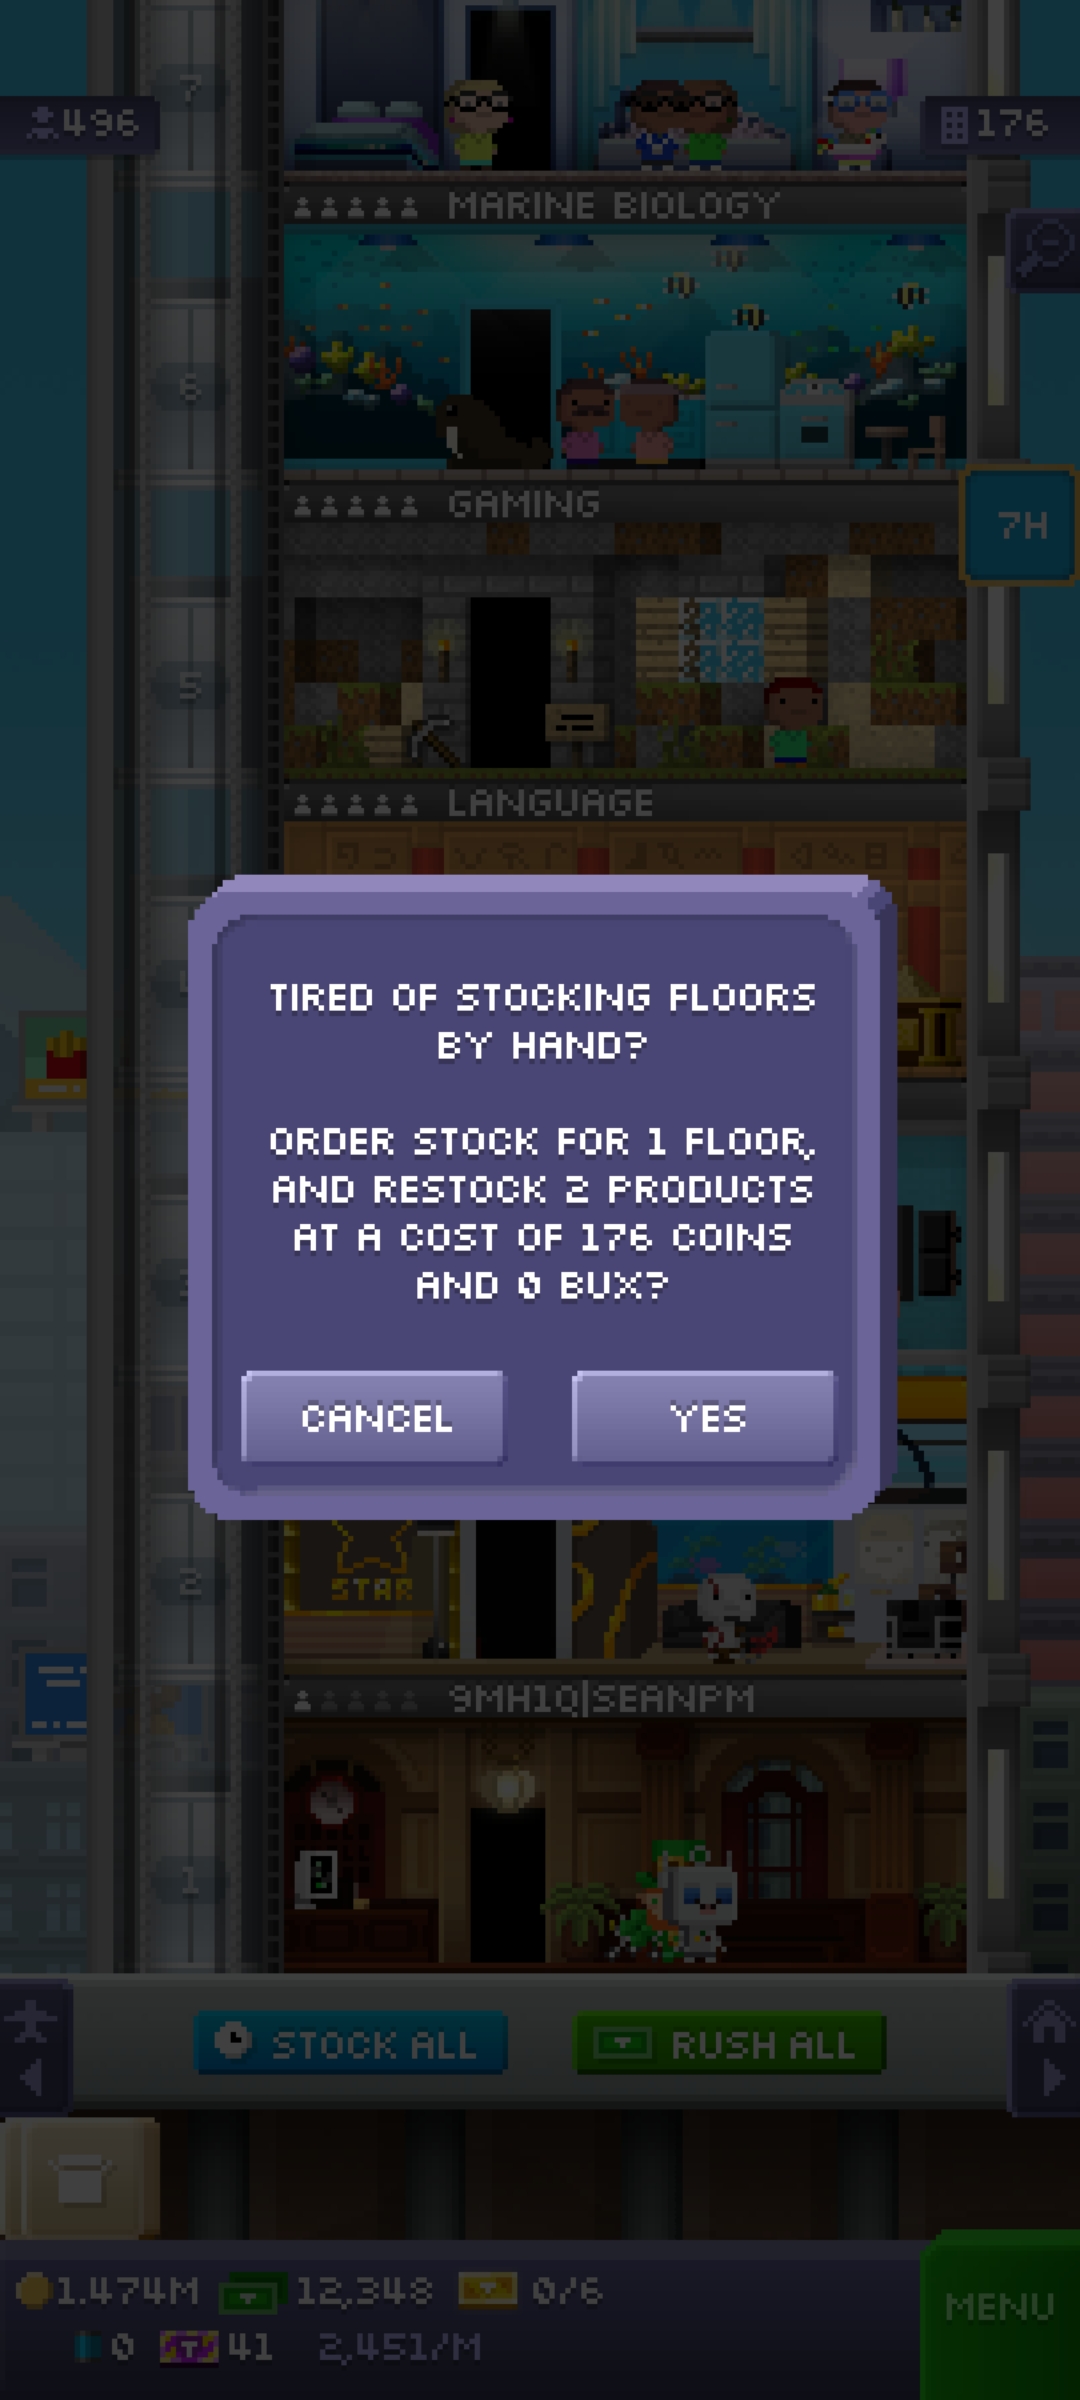 7
496
176
MARINE BIOLOGY
6
GAMING
7H
5
LANGUAGE
TIRED OF STOCKING FLOORS
BY HAND?
ORDER STOCK FOR 1 FLOOR,
AND RESTOCK 2 PRODUCTS
AT A COST OF 176 COINS
AND 0 BUX?
CANCEL
YES
2
STAR
9MH1Q|SEANPM
1
STOCK ALL
RUSH ALL
1.474M
12,348
0/6
MENU
0
41
2,451/M